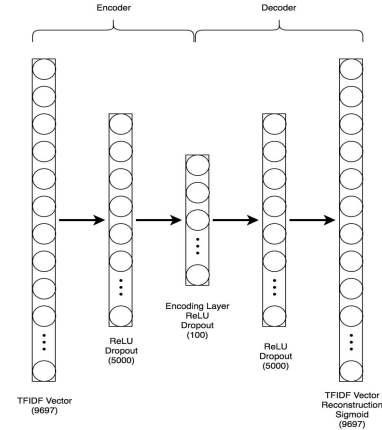 Encoder
Decoder
TFIDF Vector
(9697)
ReLU
Dropout
(5000)
Encoding Layer
ReLU
Dropout
(100)
ReLU
Dropout
(5000)
TFIDF Vector
Reconstruction
Sigmoid
(9697)